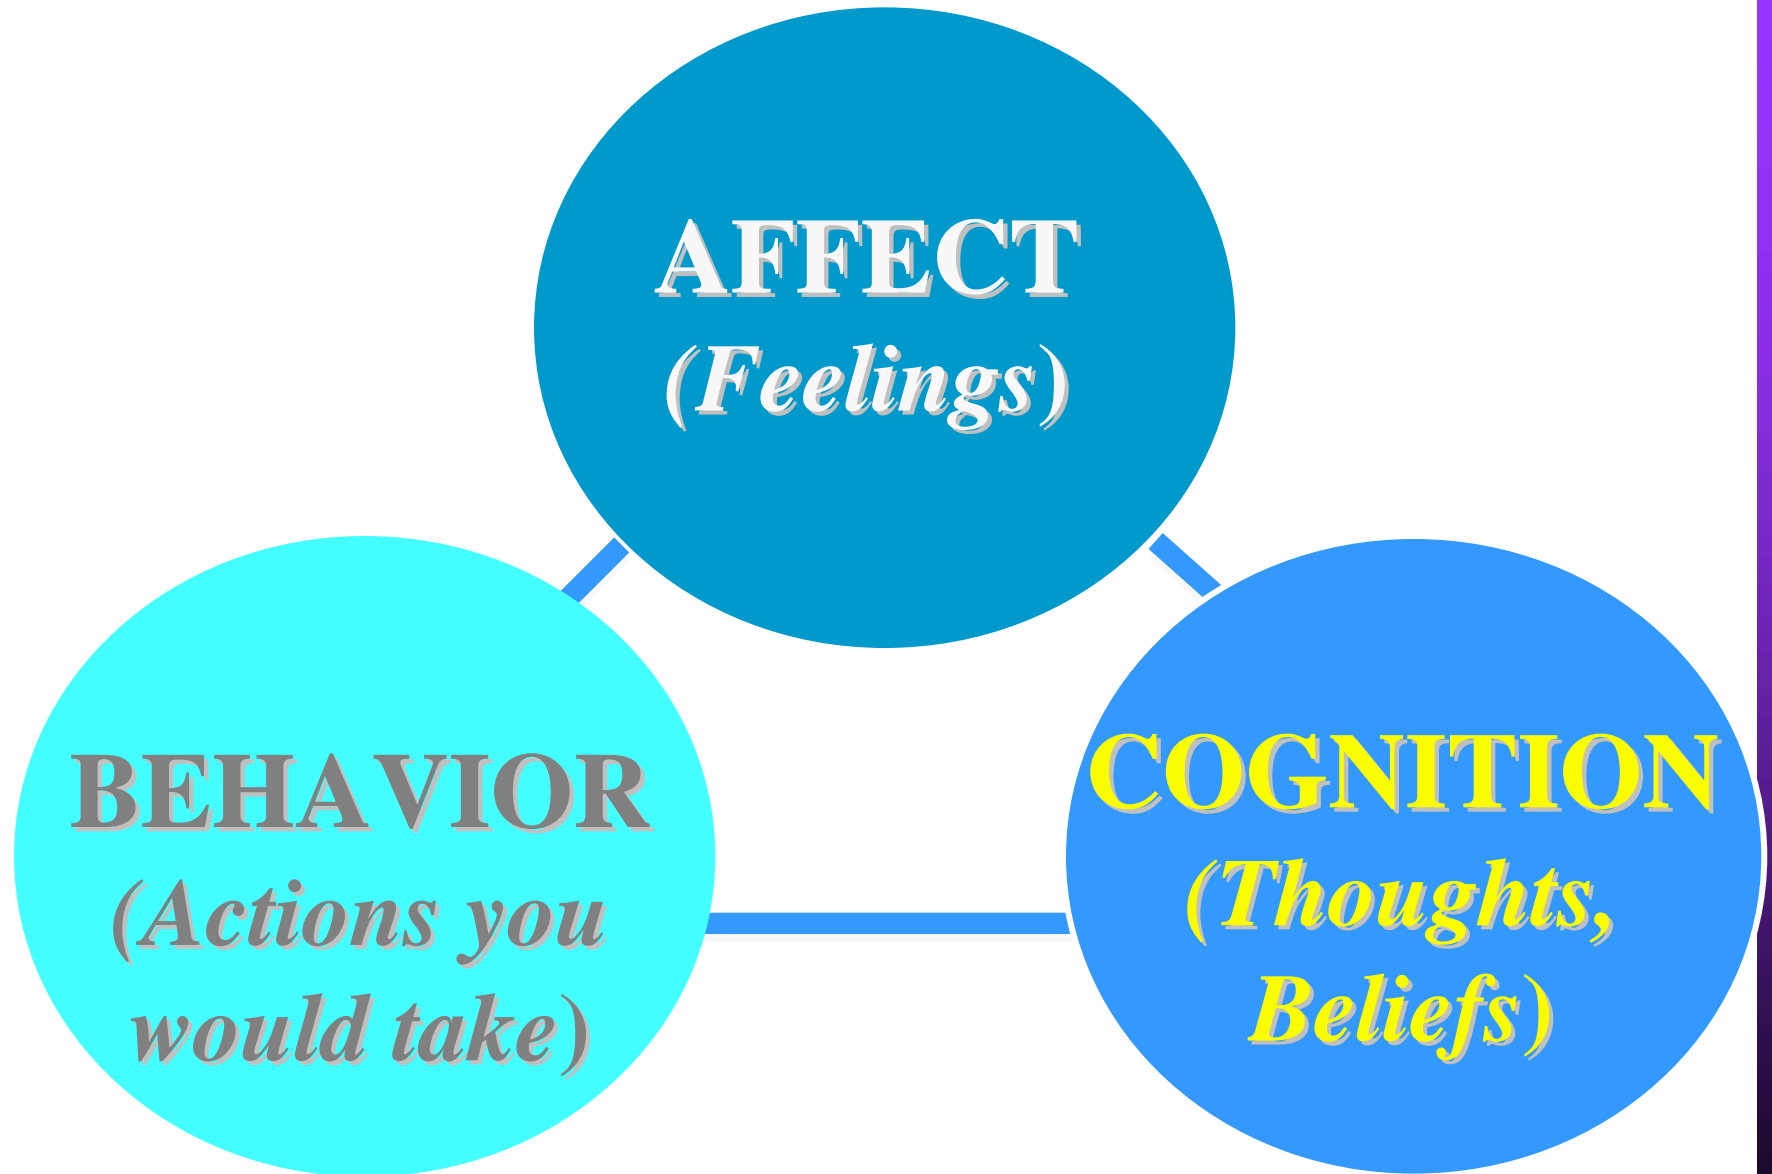 AFFECT
(Feelings)
BEHAVIOR
(Actions you
would take)
COGNITION
(Thoughts,
Beliefs)